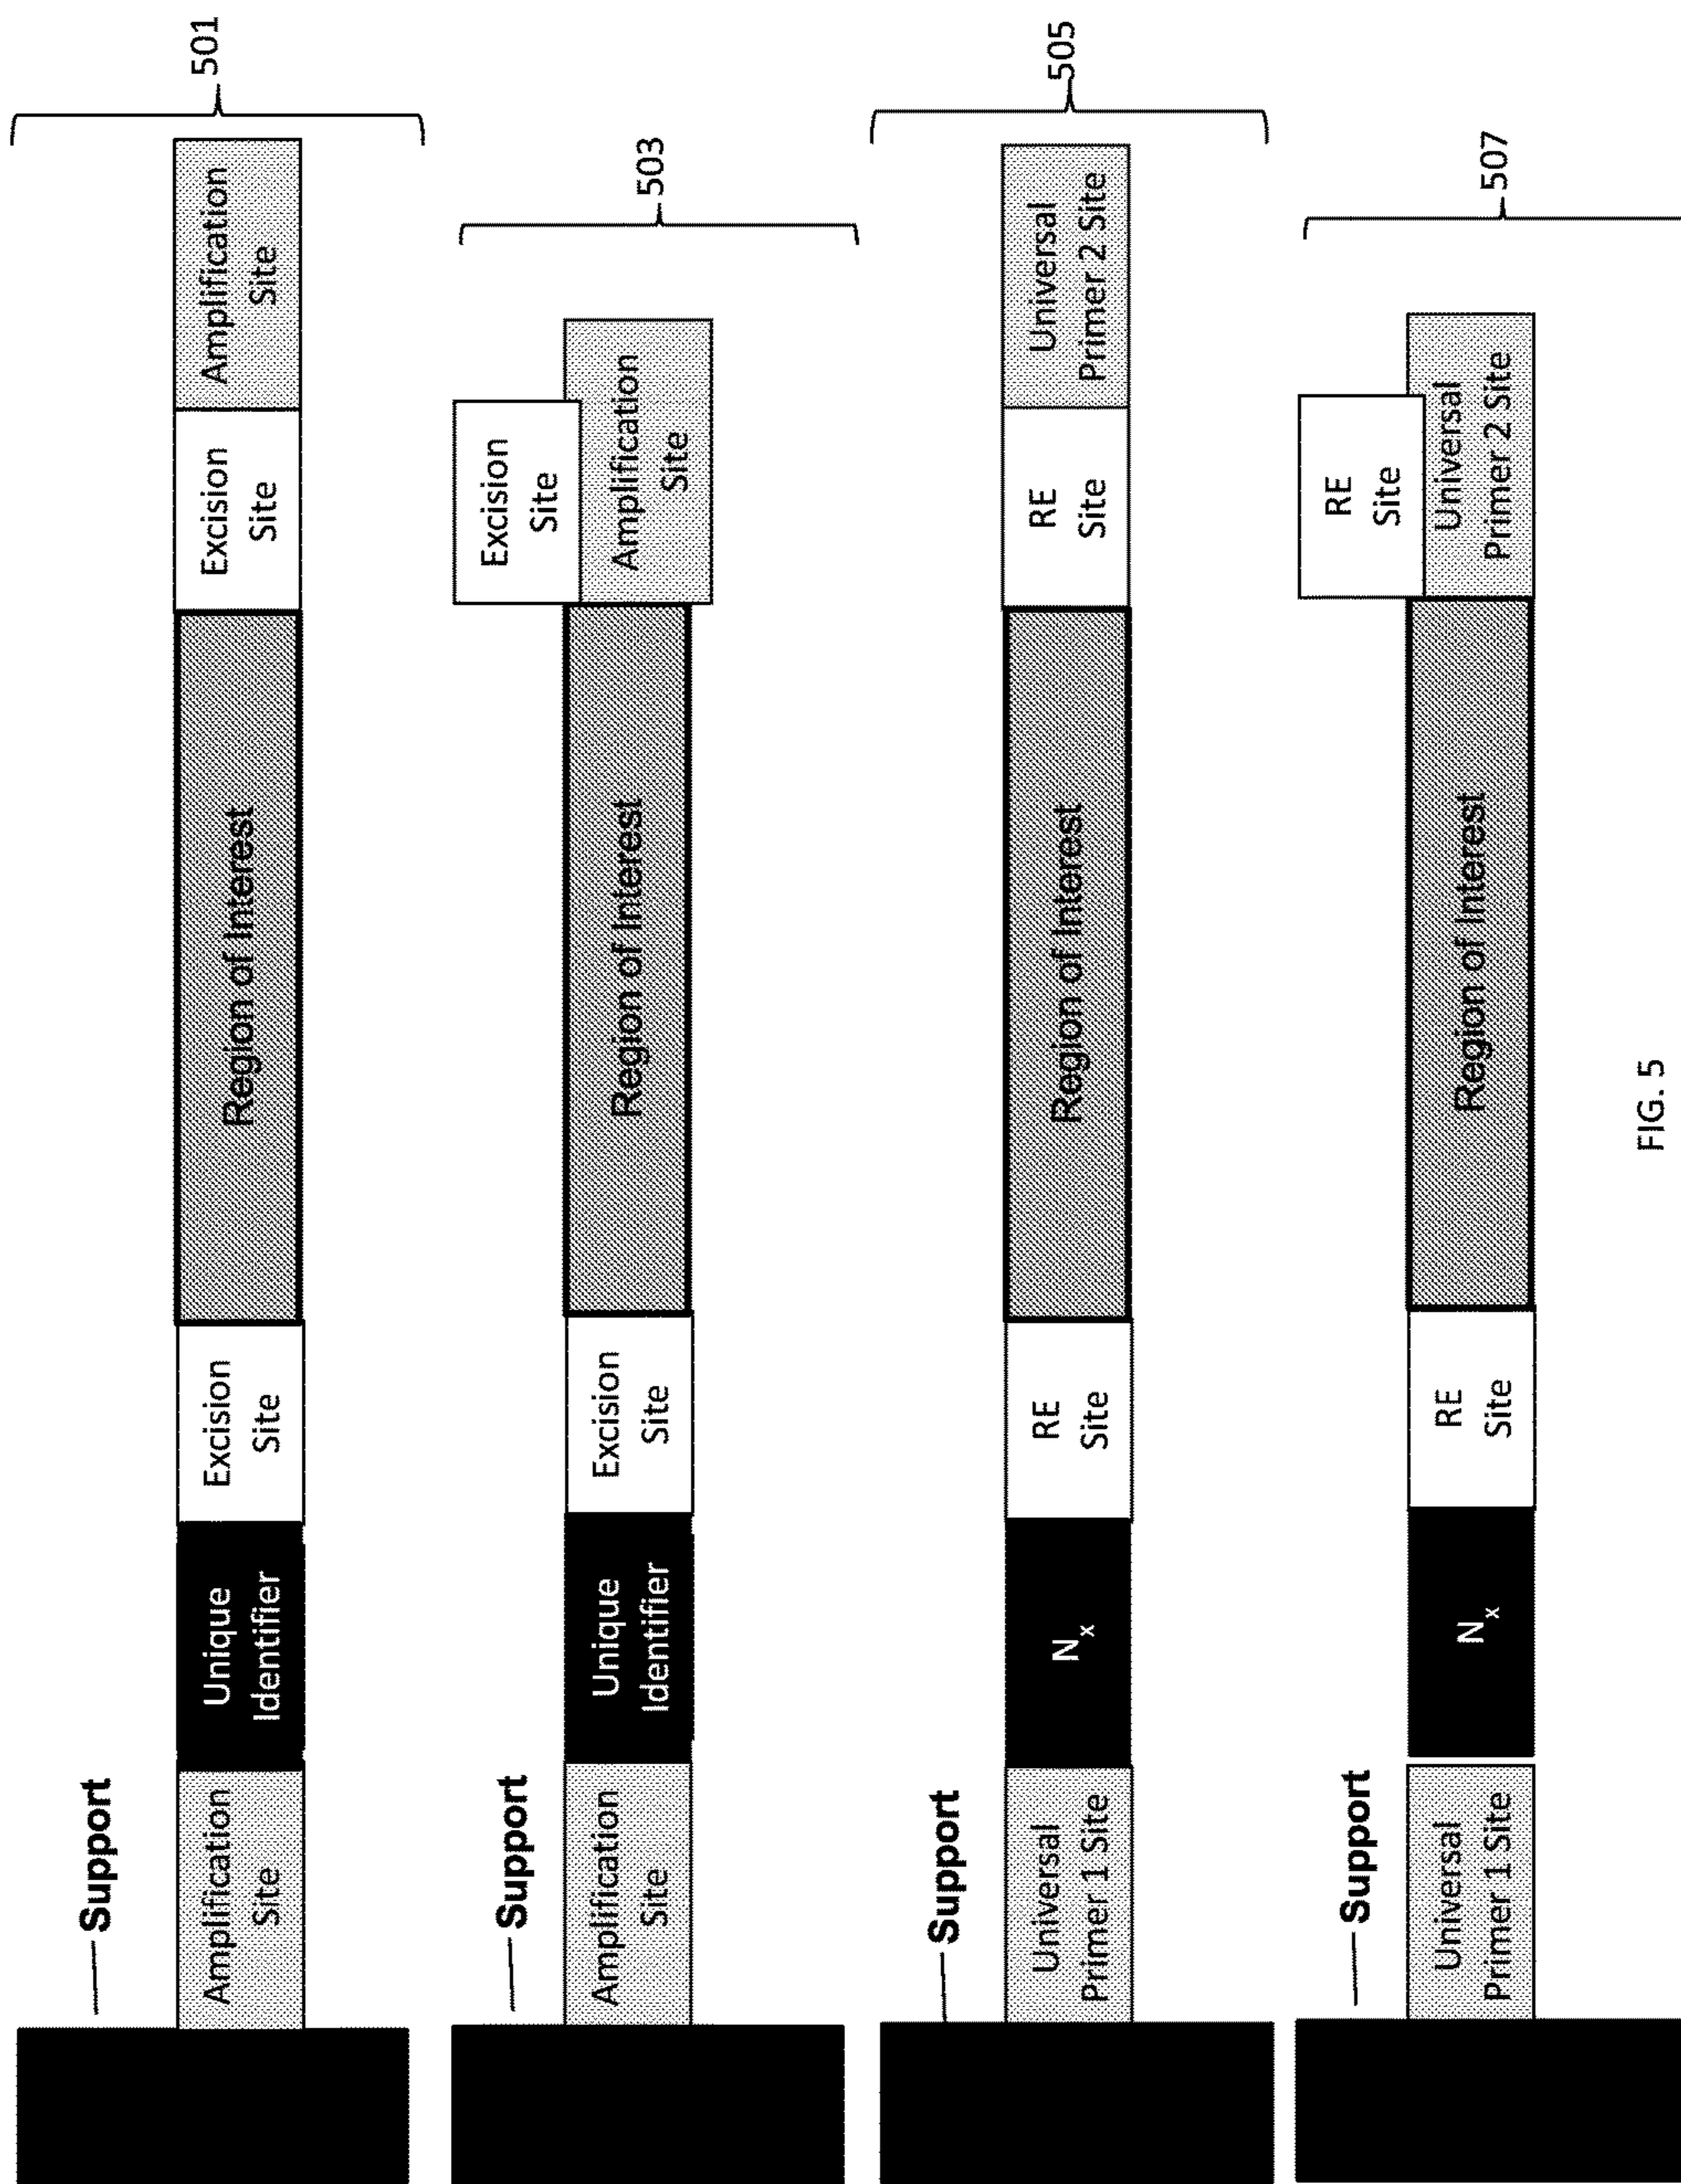 Support
Amplification
Site
Unique
Identifier
Excision
Site
Region of Interest
Excision
Site
Amplification
Site
501
Support
Amplification
Site
Unique
Identifier
Excision
Site
Region of Interest
Excision
Site
Amplification
Site
503
Support
Universal
Primer 1 Site
Nₓ
RE
Site
Region of Interest
RE
Site
Universal
Primer 2 Site
505
Support
Universal
Primer 1 Site
Nₓ
RE
Site
Region of Interest
RE
Site
Universal
Primer 2 Site
507
FIG. 5